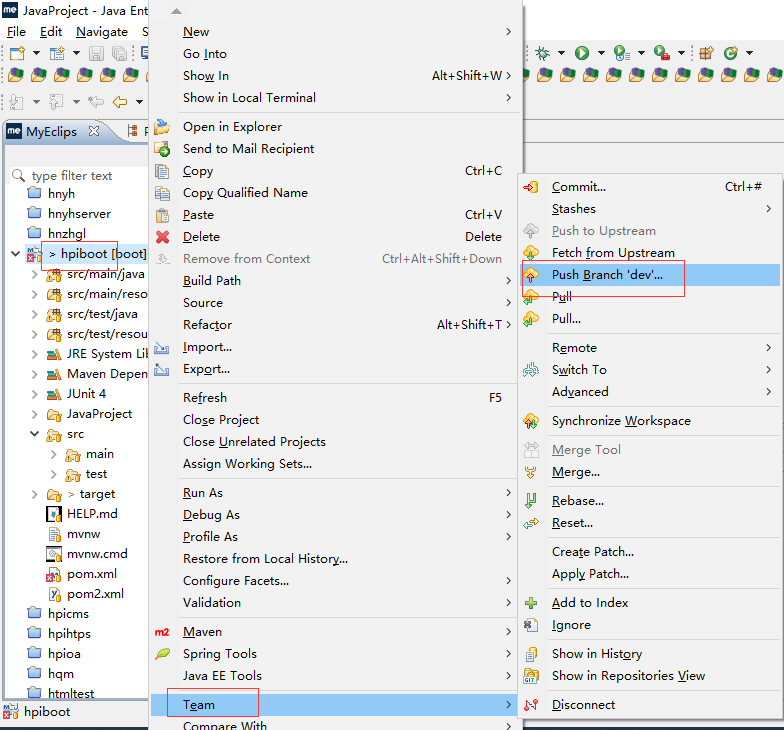 JavaProject - Java Ent
File Edit Navigate S
MyEclips
type filter text
hnyh
hnyhserver
hnzhgl
> hpiboot [boot]
src/main/java
src/main/reso
src/test/java
src/test/resou
JRE System Lib
Maven Depen
JUnit 4
JavaProject
src
main
test
> target
HELP.md
mvnw
mvnw.cmd
pom.xml
pom2.xml
hpicms
hpihtps
hpioa
hqm
htmltest
hpiboot
New
Go Into
Show In Alt+Shift+W
Show in Local Terminal
Open in Explorer
Send to Mail Recipient
Copy Ctrl+C
Copy Qualified Name
Paste Ctrl+V
Delete Delete
Remove from Context Ctrl+Alt+Shift+Down
Build Path
Source
Refactor Alt+Shift+T
Import...
Export...
Refresh F5
Close Project
Close Unrelated Projects
Assign Working Sets...
Run As
Debug As
Profile As
Restore from Local History...
Configure Facets...
Validation
Maven
Spring Tools
Java EE Tools
Team
Compare With
Commit... Ctrl+#
Stashes
Push to Upstream
Fetch from Upstream
Push Branch 'dev'...
Pull
Pull...
Remote
Switch To
Advanced
Synchronize Workspace
Merge Tool
Merge...
Rebase...
Reset...
Create Patch...
Apply Patch...
Add to Index
Ignore
Show in History
Show in Repositories View
Disconnect